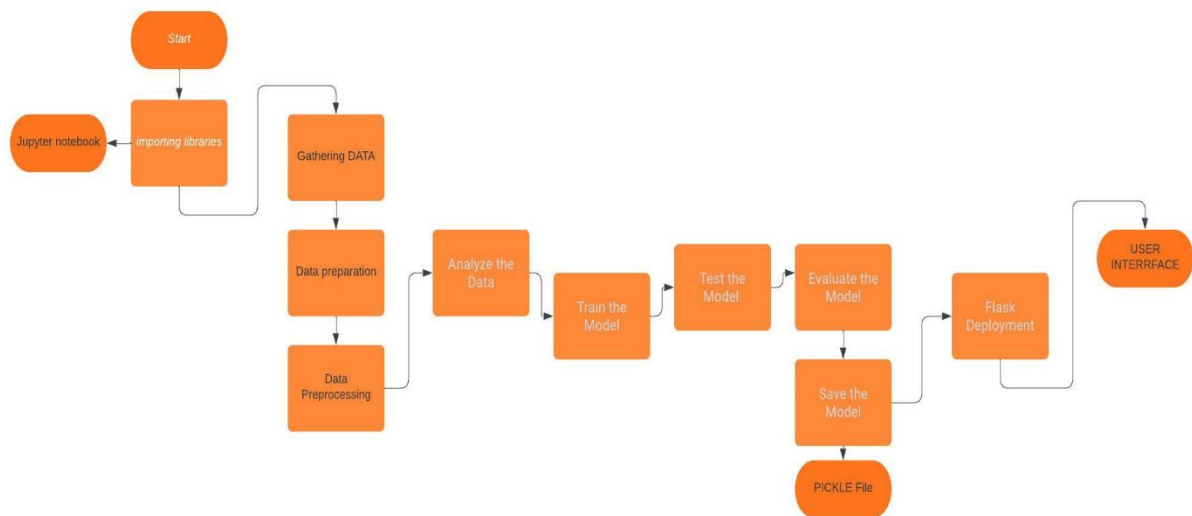 Start
Jupyter notebook
importing libraries
Gathering DATA
Data preparation
Data
Preprocessing
Analyze the
Data
Train the
Model
Test the
Model
Evaluate the
Model
Save the
Model
PICKLE File
Flask
Deployment
USER
INTERRFACE